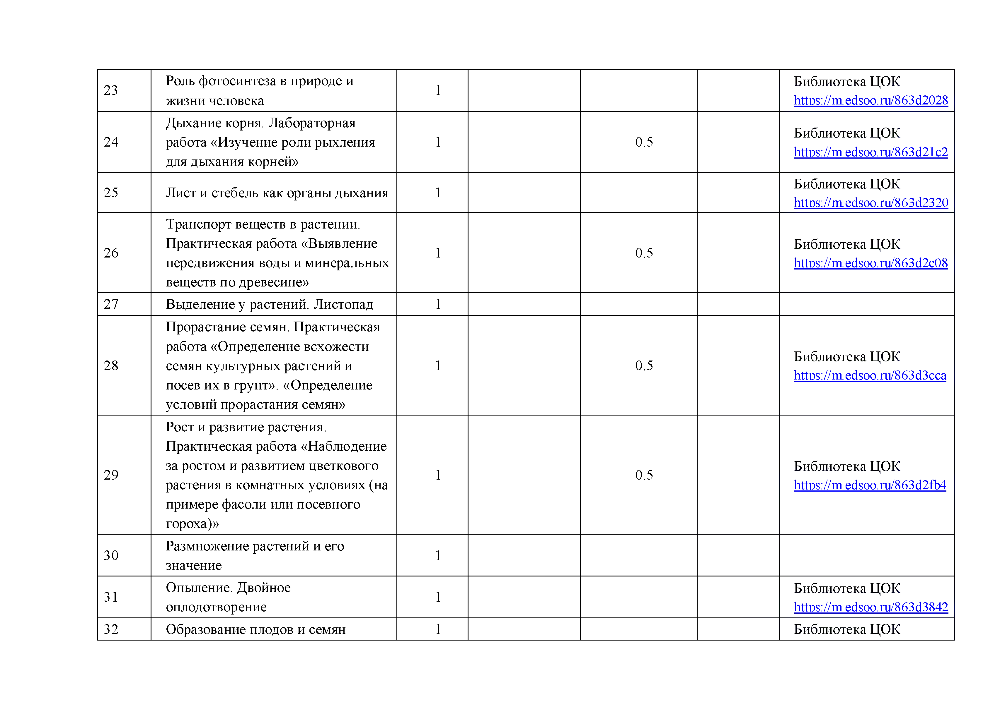 23
Роль фотосинтеза в природе и
жизни человека
1
Библиотека ЦОК
https://m.edsoo.ru/863d2028
24
Дыхание корня. Лабораторная
работа «Изучение роли рыхления
для дыхания корней»
1
0.5
Библиотека ЦОК
https://m.edsoo.ru/863d21c2
25
Лист и стебель как органы дыхания
1
Библиотека ЦОК
https://m.edsoo.ru/863d2320
26
Транспорт веществ в растении.
Практическая работа «Выявление
передвижения воды и минеральных
веществ по древесине»
1
0.5
Библиотека ЦОК
https://m.edsoo.ru/863d2c08
27
Выделение у растений. Листопад
1
28
Прорастание семян. Практическая
работа «Определение всхожести
семян культурных растений и
посев их в грунт». «Определение
условий прорастания семян»
1
0.5
Библиотека ЦОК
https://m.edsoo.ru/863d3cca
29
Рост и развитие растения.
Практическая работа «Наблюдение
за ростом и развитием цветкового
растения в комнатных условиях (на
примере фасоли или посевного
гороха)»
1
0.5
Библиотека ЦОК
https://m.edsoo.ru/863d2fb4
30
Размножение растений и его
значение
1
31
Опыление. Двойное
оплодотворение
1
Библиотека ЦОК
https://m.edsoo.ru/863d3842
32
Образование плодов и семян
1
Библиотека ЦОК